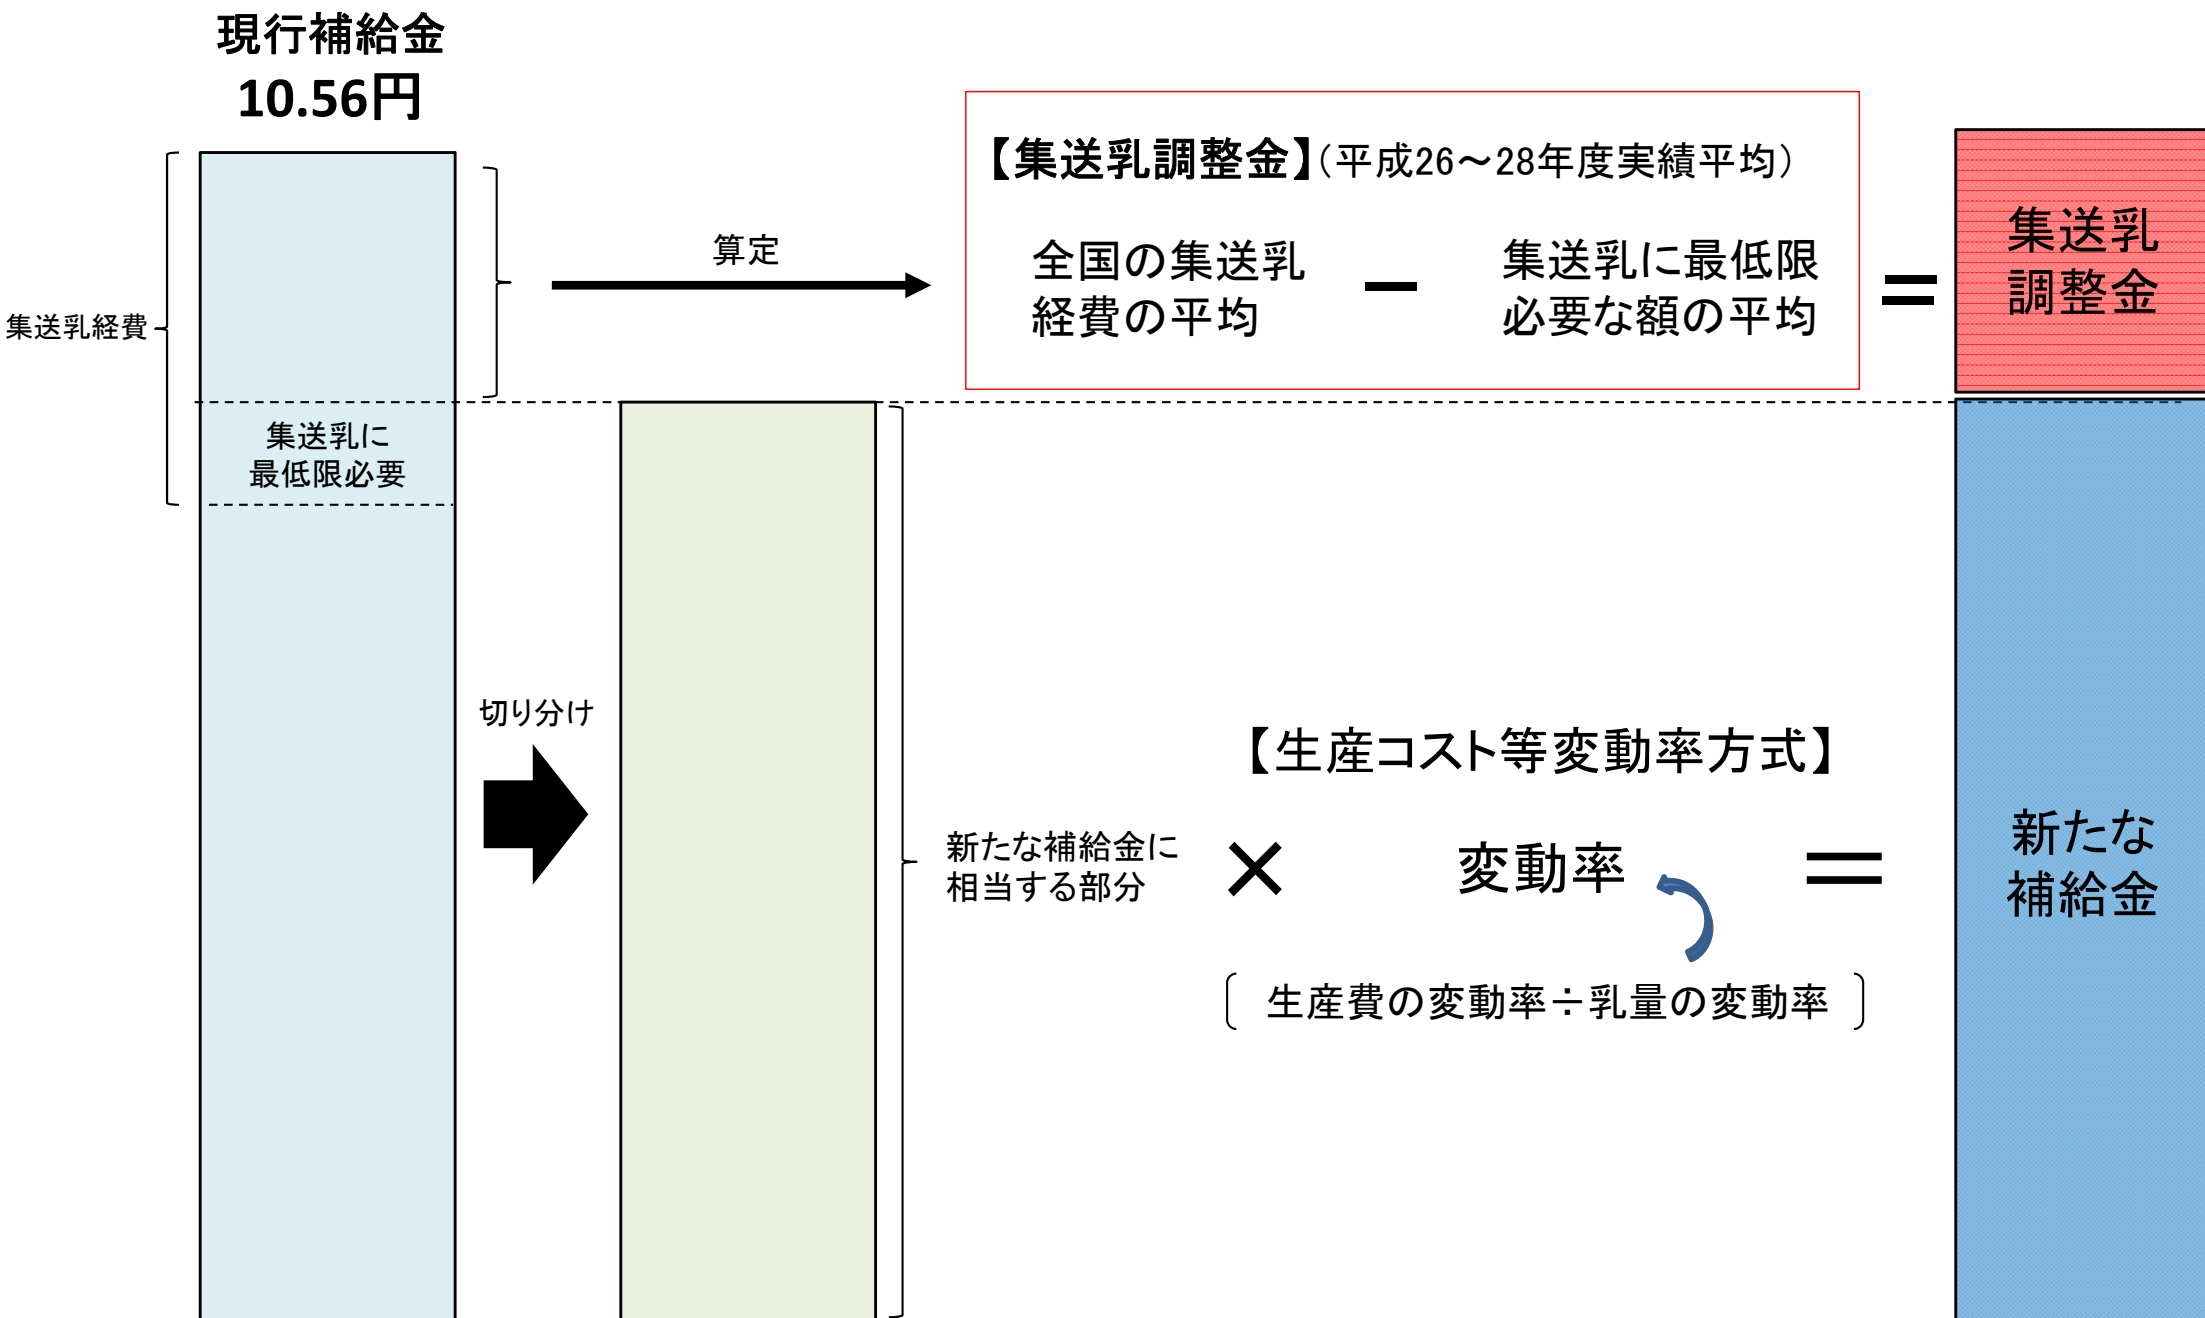 現行補給金
10.56円
【集送乳調整金】（平成26～28年度実績平均）
算定
全国の集送乳
経費の平均
－
集送乳に最低限
必要な額の平均
＝
集送乳
調整金
集送乳経費
集送乳に
最低限必要
切り分け
【生産コスト等変動率方式】
新たな補給金に
相当する部分
×
変動率
＝
新たな
補給金
生産費の変動率÷乳量の変動率